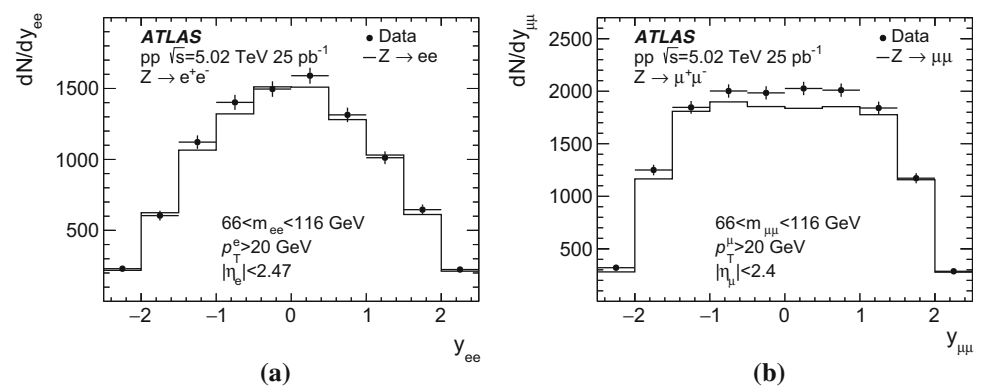 dN/dy_ee
ATLAS
pp √s=5.02 TeV 25 pb⁻¹
Z → e⁺e⁻
Data
Z → ee
1500
1000
500
66<m_ee<116 GeV
p_T^e>20 GeV
|η_e|<2.47
−2 −1 0 1 2
y_ee
(a)
dN/dy_μμ
ATLAS
pp √s=5.02 TeV 25 pb⁻¹
Z → μ⁺μ⁻
Data
Z → μμ
2500
2000
1500
1000
500
66<m_μμ<116 GeV
p_T^μ>20 GeV
|η_μ|<2.4
−2 −1 0 1 2
y_μμ
(b)